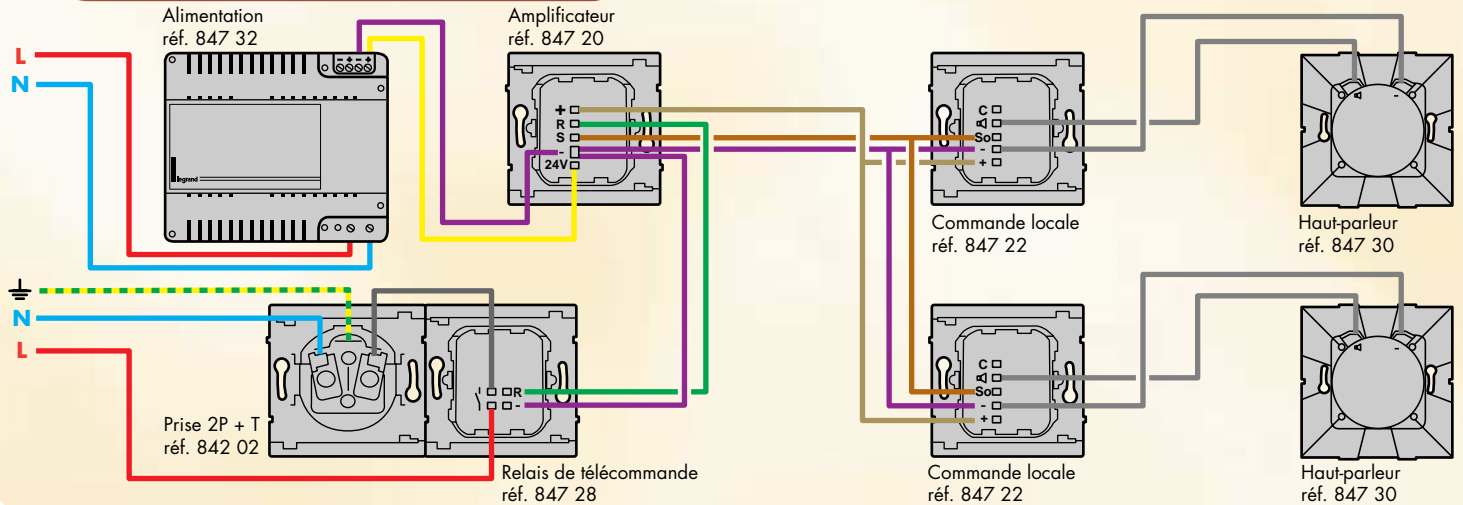 Alimentation
réf. 847 32
Amplificateur
réf. 847 20
L
N
- + - +
legrand
+
R
S
-
24V
C
So
-
+
Commande locale
réf. 847 22
-
Haut-parleur
réf. 847 30
N
L
Prise 2P + T
réf. 842 02
R
-
Relais de télécommande
réf. 847 28
C
So
-
+
Commande locale
réf. 847 22
-
Haut-parleur
réf. 847 30